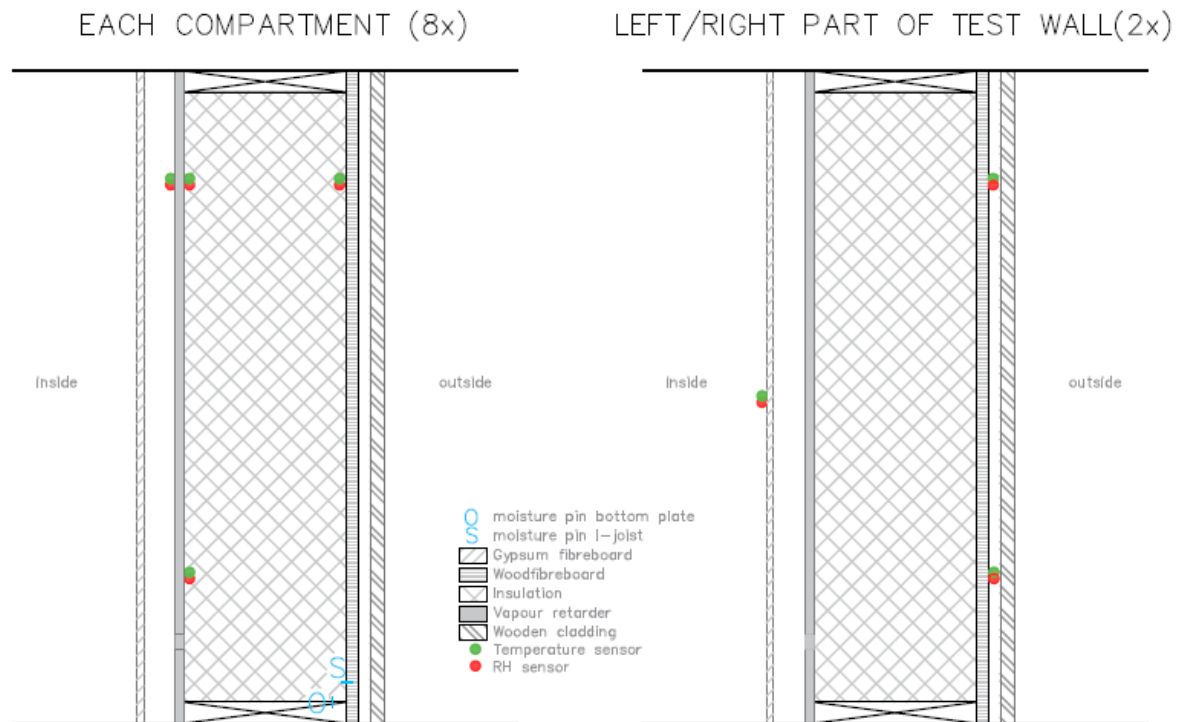 EACH COMPARTMENT (8x)
LEFT/RIGHT PART OF TEST WALL(2x)
inside
outside
inside
outside
O moisture pin bottom plate
S moisture pin I-joist
Gypsum fibreboard
Woodfibreboard
Insulation
Vapour retarder
Wooden cladding
Temperature sensor
RH sensor
S
O